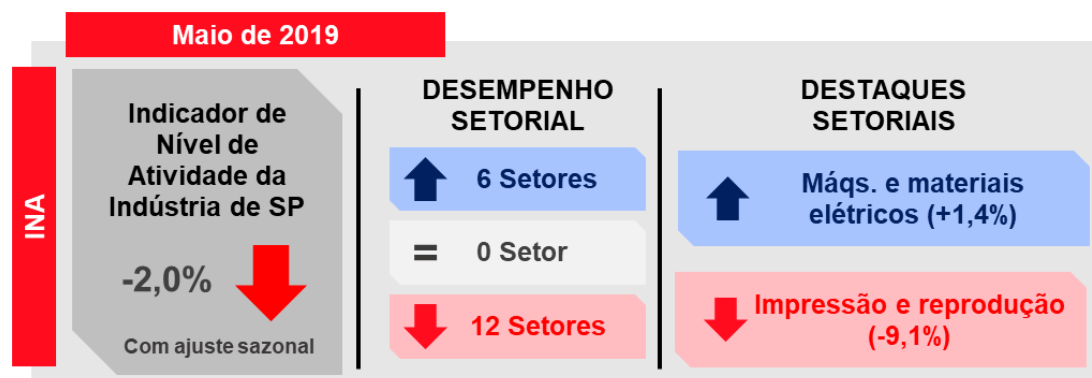 Maio de 2019
INA
Indicador de
Nível de
Atividade da
Indústria de SP
-2,0%
Com ajuste sazonal
DESEMPENHO
SETORIAL
6 Setores
= 0 Setor
12 Setores
DESTAQUES
SETORIAIS
Máqs. e materiais
elétricos (+1,4%)
Impressão e reprodução
(-9,1%)